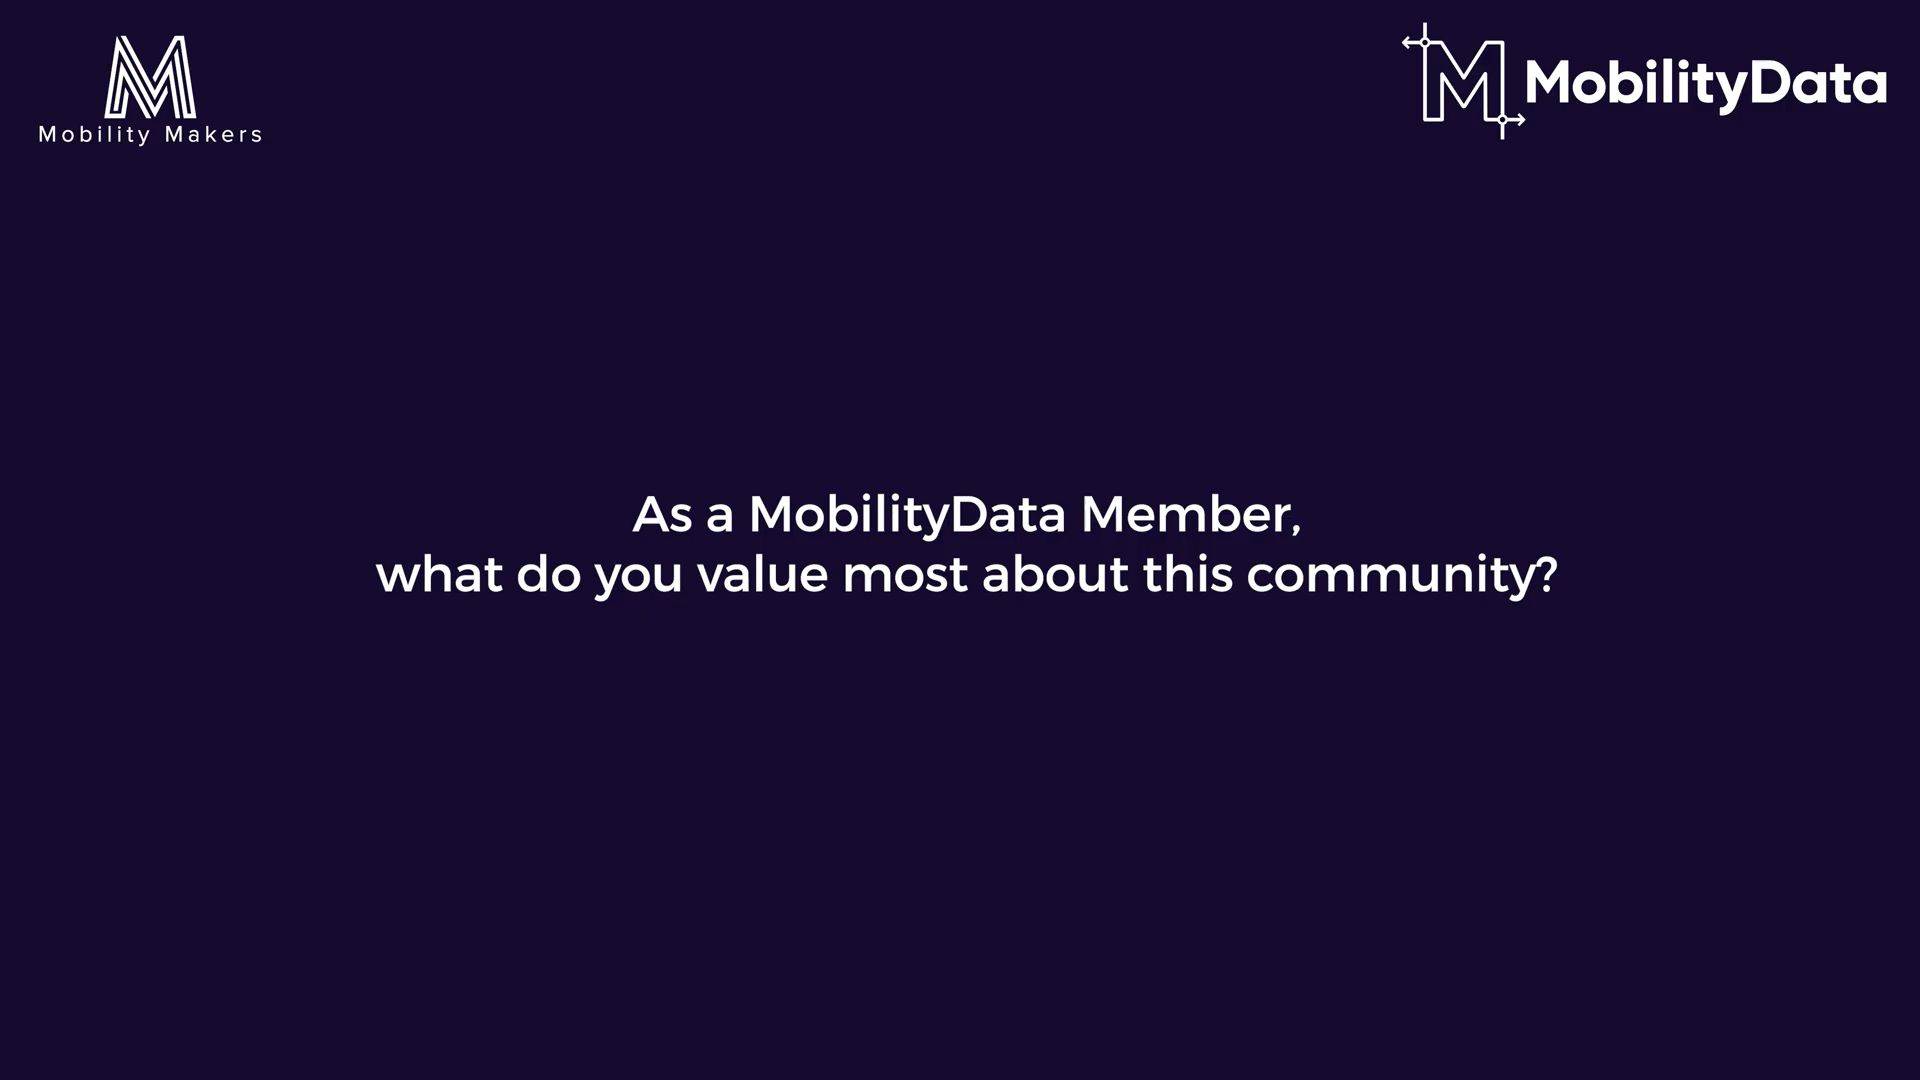 Mobility Makers
MobilityData
As a MobilityData Member,
what do you value most about this community?